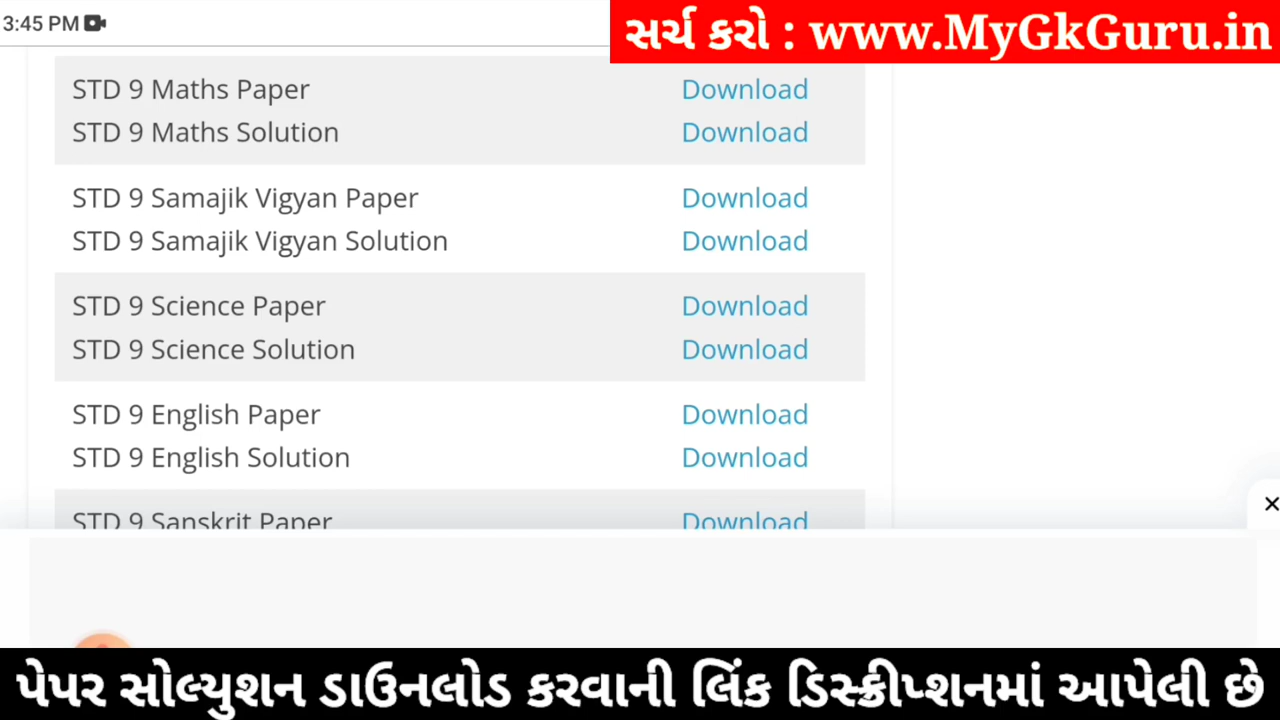 3:45 PM
સર્ચ કરો : www.MyGkGuru.in
STD 9 Maths Paper Download
STD 9 Maths Solution Download
STD 9 Samajik Vigyan Paper Download
STD 9 Samajik Vigyan Solution Download
STD 9 Science Paper Download
STD 9 Science Solution Download
STD 9 English Paper Download
STD 9 English Solution Download
STD 9 Sanskrit Paper Download
પેપર સોલ્યુશન ડાઉનલોડ કરવાની લિંક ડિસ્ક્રીપ્શનમાં આપેલી છે